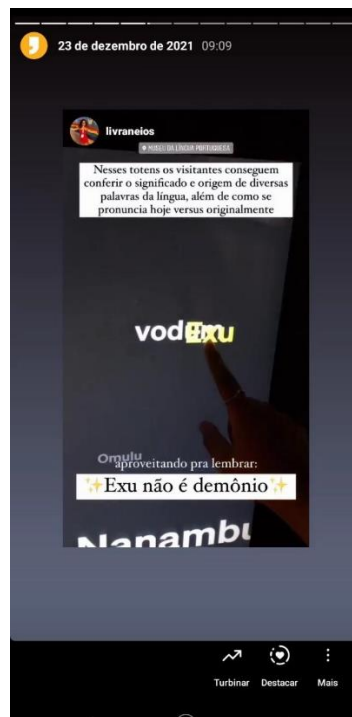 23 de dezembro de 2021 09:09
livraneios
MUSEU DA LÍNGUA PORTUGUESA
Nesses totens os visitantes conseguem
conferir o significado e origem de diversas
palavras da língua, além de como se
pronuncia hoje versus originalmente
vodum
Exu
Omulu
aproveitando pra lembrar:
✨Exu não é demônio✨
Nanambu
Turbinar Destacar Mais